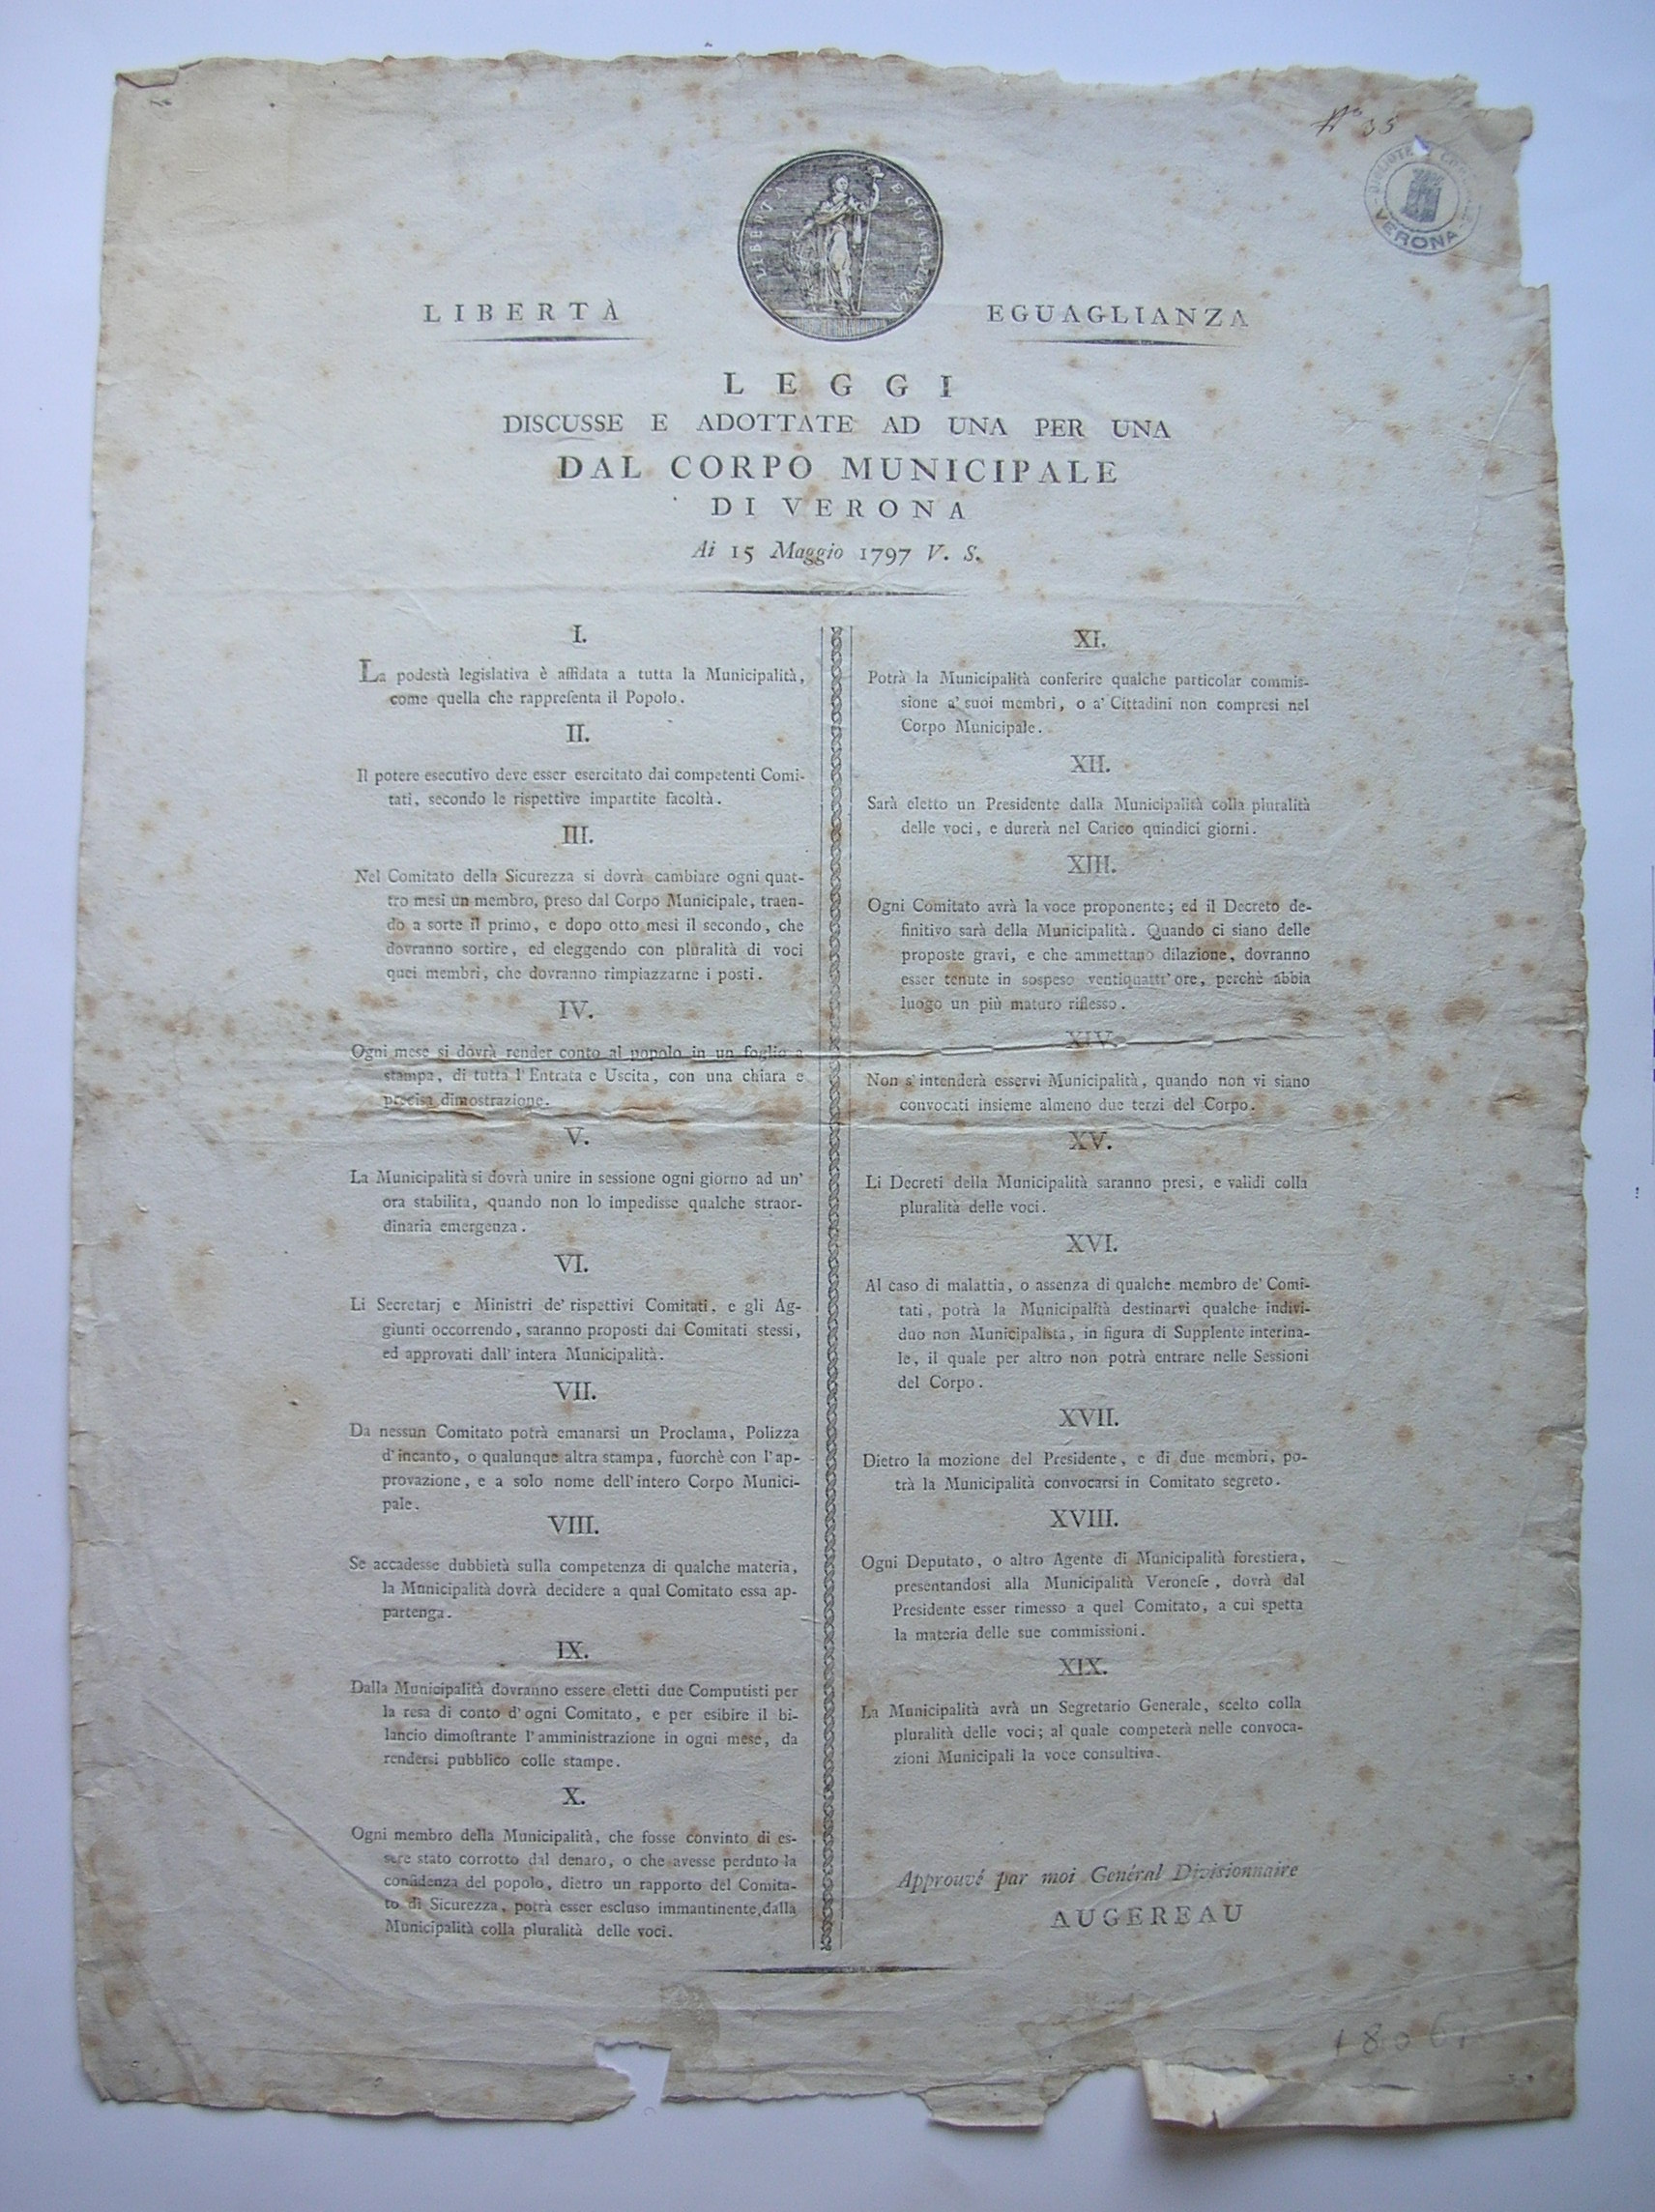 Nº 35
BIBLIOTECA COMUNALE
VERONA
LIBERTA EGUAGLIANZA
LIBERTÀ EGUAGLIANZA
LEGGI
DISCUSSE E ADOTTATE AD UNA PER UNA
DAL CORPO MUNICIPALE
DI VERONA
Ai 15 Maggio 1797 V. S.
I.
La podestà legislativa è affidata a tutta la Municipalità,
come quella che rappreſenta il Popolo.
II.
Il potere esecutivo deve esser esercitato dai competenti Comi-
tati, secondo le rispettive impartite facoltà.
III.
Nel Comitato della Sicurezza si dovrà cambiare ogni quat-
tro mesi un membro, preso dal Corpo Municipale, traen-
do a sorte il primo, e dopo otto mesi il secondo, che
dovranno sortire, ed eleggendo con pluralità di voci
quei membri, che dovranno rimpiazzarne i posti.
IV.
Ogni mese si dovrà render conto al popolo in un foglio a
stampa, di tutta l'Entrata e Uscita, con una chiara e
precisa dimostrazione.
V.
La Municipalità si dovrà unire in sessione ogni giorno ad un'
ora stabilita, quando non lo impedisse qualche straor-
dinaria emergenza.
VI.
Li Secretarj e Ministri de' rispettivi Comitati, e gli Ag-
giunti occorrendo, saranno proposti dai Comitati stessi,
ed approvati dall'intera Municipalità.
VII.
Da nessun Comitato potrà emanarsi un Proclama, Polizza
d'incanto, o qualunque altra stampa, fuorchè con l'ap-
provazione, e a solo nome dell'intero Corpo Munici-
pale.
VIII.
Se accadesse dubbietà sulla competenza di qualche materia,
la Municipalità dovrà decidere a qual Comitato essa ap-
partenga.
IX.
Dalla Municipalità dovranno essere eletti due Computisti per
la resa di conto d'ogni Comitato, e per esibire il bi-
lancio dimoſtrante l'amministrazione in ogni mese, da
rendersi pubblico colle stampe.
X.
Ogni membro della Municipalità, che fosse convinto di es-
sere stato corrotto dal denaro, o che avesse perduto la
confidenza del popolo, dietro un rapporto del Comita-
to di Sicurezza, potrà esser escluso immantinente, dalla
Municipalità colla pluralità delle voci.
XI.
Potrà la Municipalità conferire qualche particolar commis-
sione a' suoi membri, o a' Cittadini non compresi nel
Corpo Municipale.
XII.
Sarà eletto un Presidente dalla Municipalità colla pluralità
delle voci, e durerà nel Carico quindici giorni.
XIII.
Ogni Comitato avrà la voce proponente; ed il Decreto de-
finitivo sarà della Municipalità. Quando ci siano delle
proposte gravi, e che ammettano dilazione, dovranno
esser tenute in sospeso ventiquattr'ore, perchè abbia
luogo un più maturo riflesso.
XIV.
Non s'intenderà esservi Municipalità, quando non vi siano
convocati insieme almeno due terzi del Corpo.
XV.
Li Decreti della Municipalità saranno presi, e validi colla
pluralità delle voci.
XVI.
Al caso di malattia, o assenza di qualche membro de' Comi-
tati, potrà la Municipalità destinarvi qualche indivi-
duo non Municipalista, in figura di Supplente interina-
le, il quale per altro non potrà entrare nelle Sessioni
del Corpo.
XVII.
Dietro la mozione del Presidente, e di due membri, po-
trà la Municipalità convocarsi in Comitato segreto.
XVIII.
Ogni Deputato, o altro Agente di Municipalità forestiera,
presentandosi alla Municipalità Veroneſe, dovrà dal
Presidente esser rimesso a quel Comitato, a cui spetta
la materia delle sue commissioni.
XIX.
La Municipalità avrà un Segretario Generale, scelto colla
pluralità delle voci; al quale competerà nelle convoca-
zioni Municipali la voce consultiva.
Approuvé par moi Genéral Divisionnaire
AUGEREAU